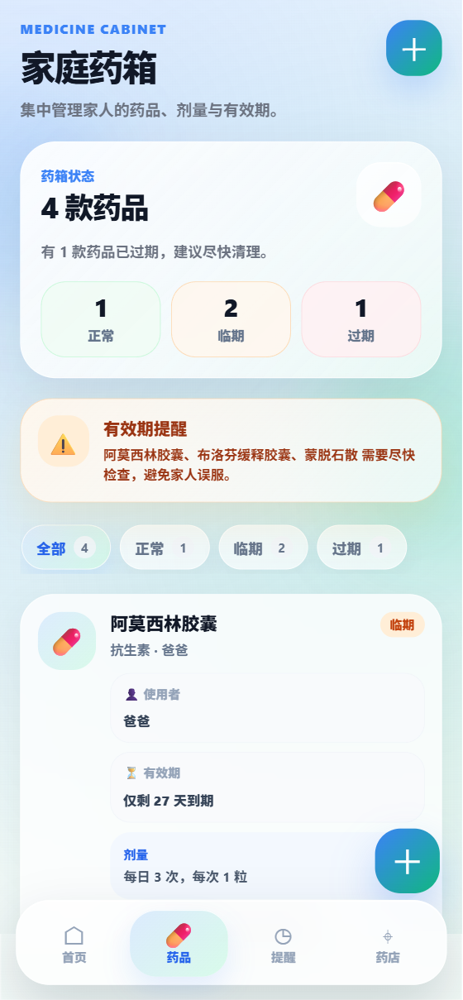 MEDICINE CABINET
家庭药箱
集中管理家人的药品、剂量与有效期。
药箱状态
4 款药品
有 1 款药品已过期，建议尽快清理。
1
正常
2
临期
1
过期
有效期提醒
阿莫西林胶囊、布洛芬缓释胶囊、蒙脱石散 需要尽快
检查，避免家人误服。
全部 4
正常 1
临期 2
过期 1
阿莫西林胶囊
临期
抗生素 · 爸爸
使用者
爸爸
有效期
仅剩 27 天到期
剂量
每日 3 次，每次 1 粒
首页
药品
提醒
药店